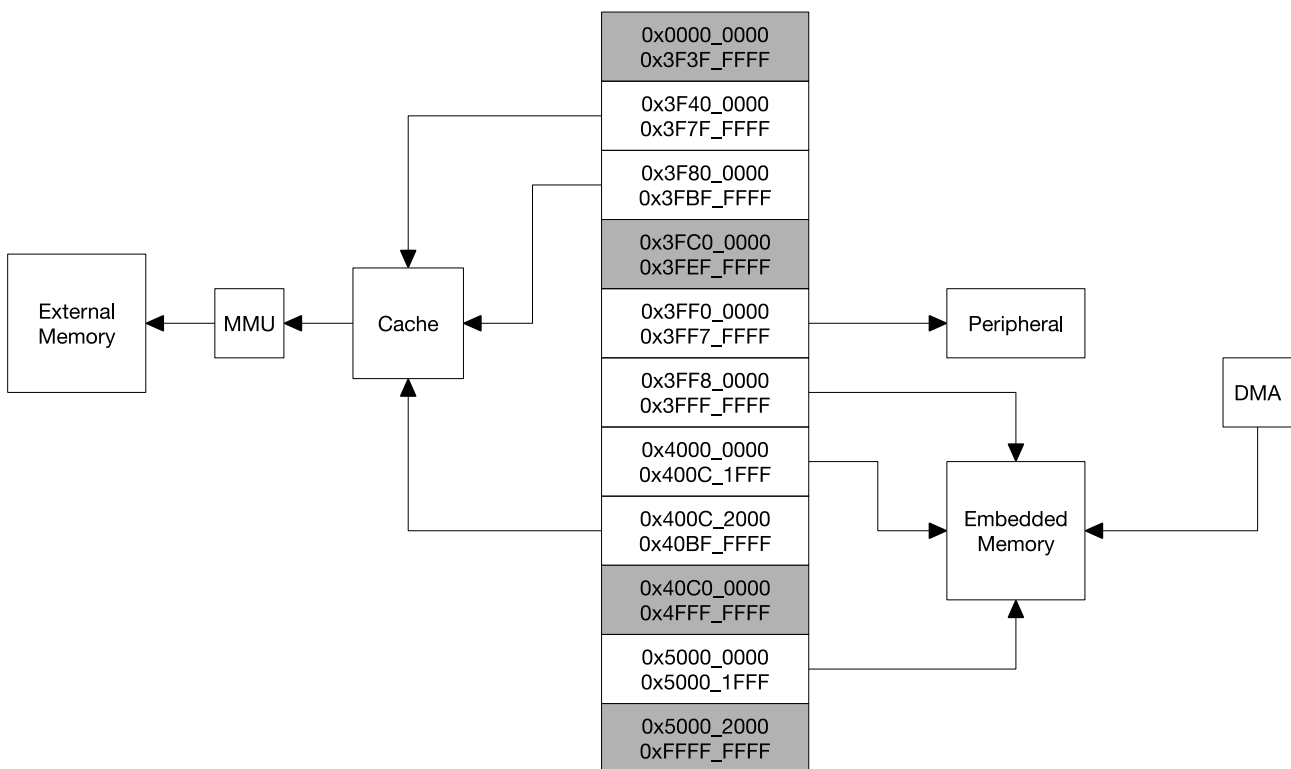 0x0000_0000
0x3F3F_FFFF
0x3F40_0000
0x3F7F_FFFF
0x3F80_0000
0x3FBF_FFFF
0x3FC0_0000
0x3FEF_FFFF
External
Memory
MMU
Cache
0x3FF0_0000
0x3FF7_FFFF
Peripheral
0x3FF8_0000
0x3FFF_FFFF
DMA
0x4000_0000
0x400C_1FFF
0x400C_2000
0x40BF_FFFF
Embedded
Memory
0x40C0_0000
0x4FFF_FFFF
0x5000_0000
0x5000_1FFF
0x5000_2000
0xFFFF_FFFF